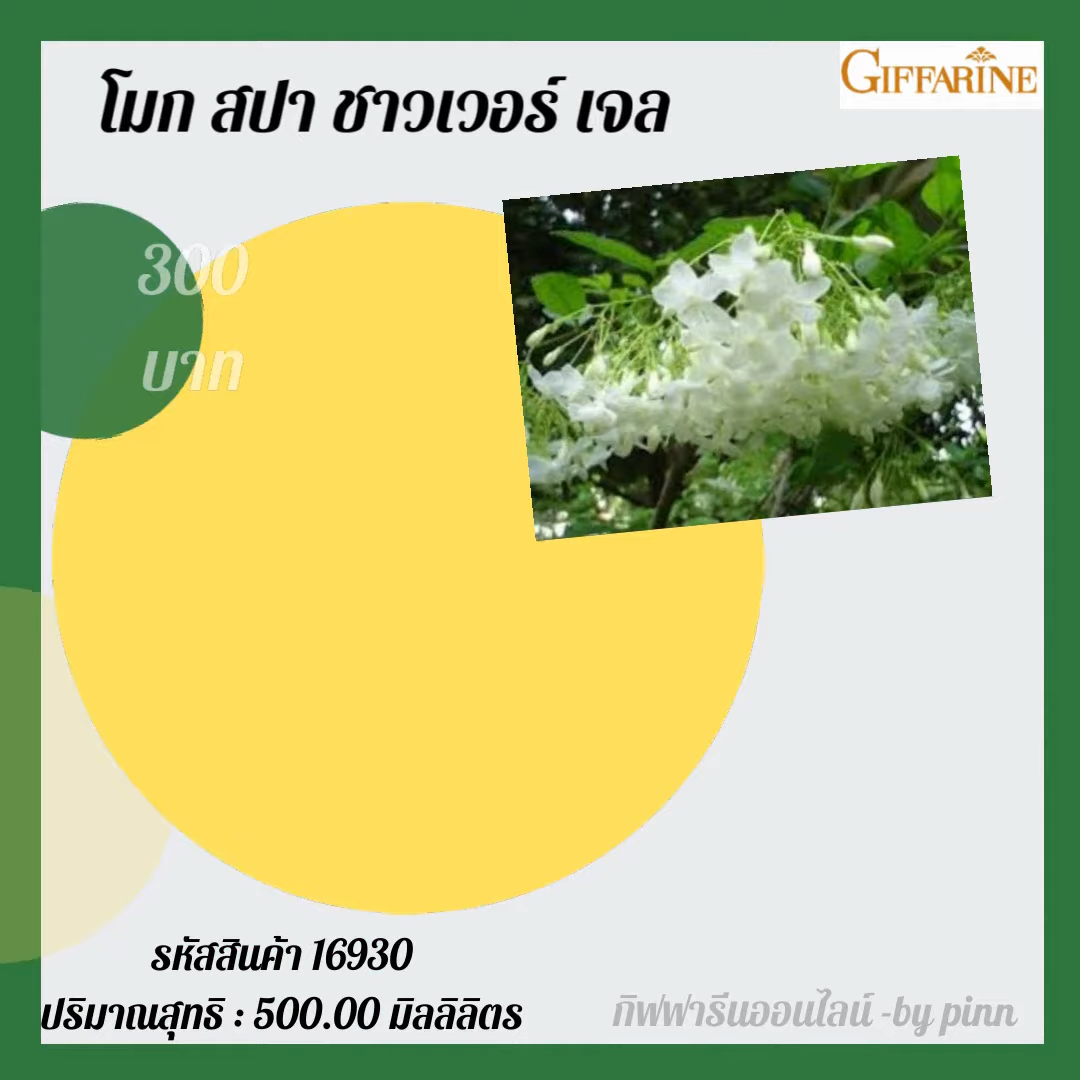 GIFFARINE
โมก สปา ชาวเวอร์ เจล
300
บาท
รหัสสินค้า 16930
ปริมาณสุทธิ : 500.00 มิลลิลิตร
กิฟฟารีนออนไลน์ -by pinn